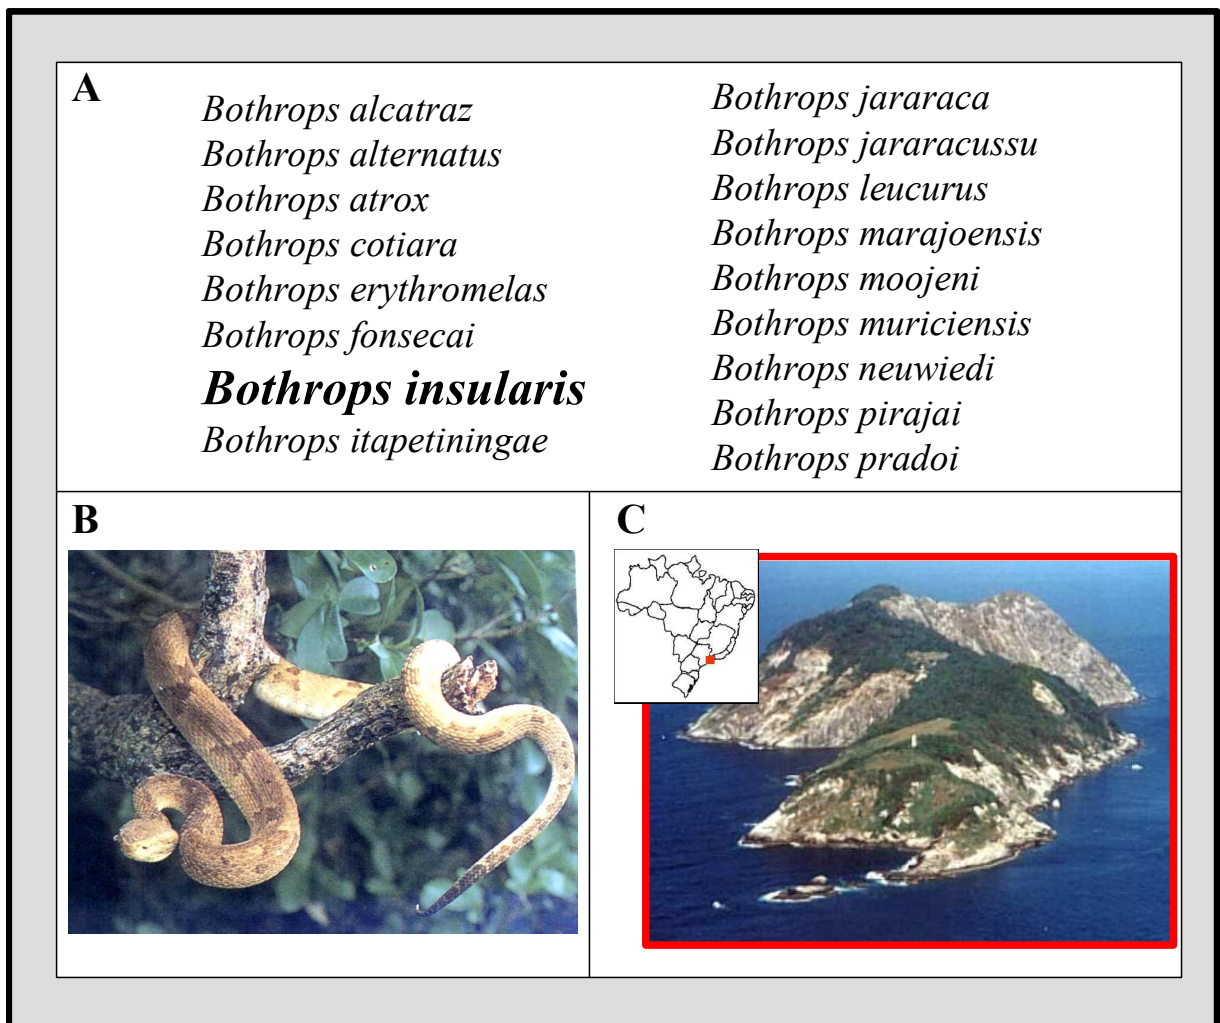 A
Bothrops alcatraz
Bothrops alternatus
Bothrops atrox
Bothrops cotiara
Bothrops erythromelas
Bothrops fonsecai
Bothrops insularis
Bothrops itapetiningae
Bothrops jararaca
Bothrops jararacussu
Bothrops leucurus
Bothrops marajoensis
Bothrops moojeni
Bothrops muriciensis
Bothrops neuwiedi
Bothrops pirajai
Bothrops pradoi
B
C